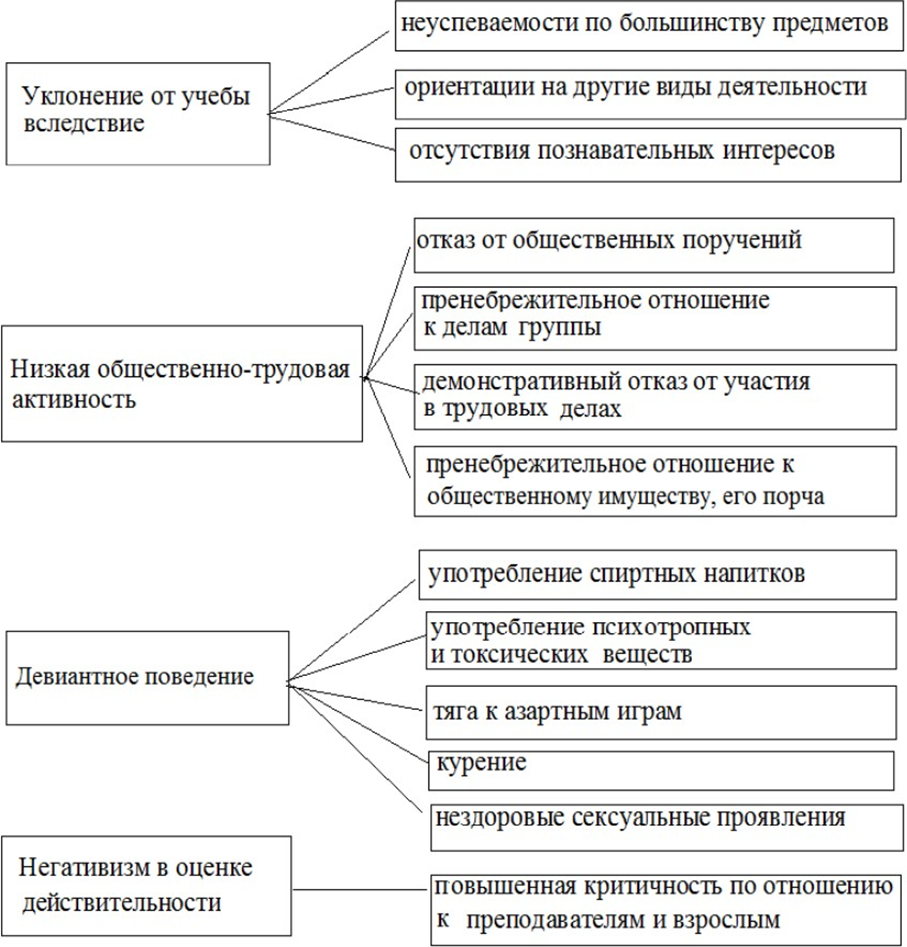 Уклонение от учебы
вследствие
неуспеваемости по большинству предметов
ориентации на другие виды деятельности
отсутствия познавательных интересов
Низкая общественно-трудовая
активность
отказ от общественных поручений
пренебрежительное отношение
к делам группы
демонстративный отказ от участия
в трудовых делах
пренебрежительное отношение к
общественному имуществу, его порча
Девиантное поведение
употребление спиртных напитков
употребление психотропных
и токсических веществ
тяга к азартным играм
курение
нездоровые сексуальные проявления
Негативизм в оценке
действительности
повышенная критичность по отношению
к преподавателям и взрослым